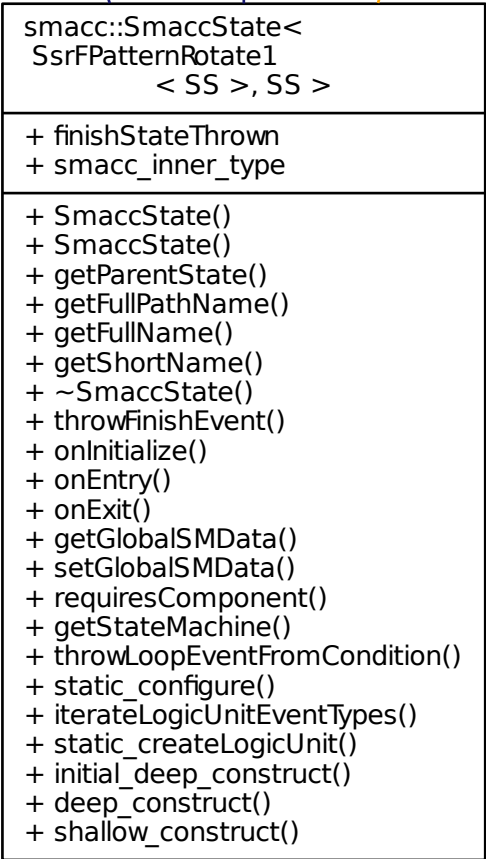 smacc::SmaccState<
SsrFPatternRotate1
< SS >, SS >
+ finishStateThrown
+ smacc_inner_type
+ SmaccState()
+ SmaccState()
+ getParentState()
+ getFullPathName()
+ getFullName()
+ getShortName()
+ ~SmaccState()
+ throwFinishEvent()
+ onInitialize()
+ onEntry()
+ onExit()
+ getGlobalSMData()
+ setGlobalSMData()
+ requiresComponent()
+ getStateMachine()
+ throwLoopEventFromCondition()
+ static_configure()
+ iterateLogicUnitEventTypes()
+ static_createLogicUnit()
+ initial_deep_construct()
+ deep_construct()
+ shallow_construct()